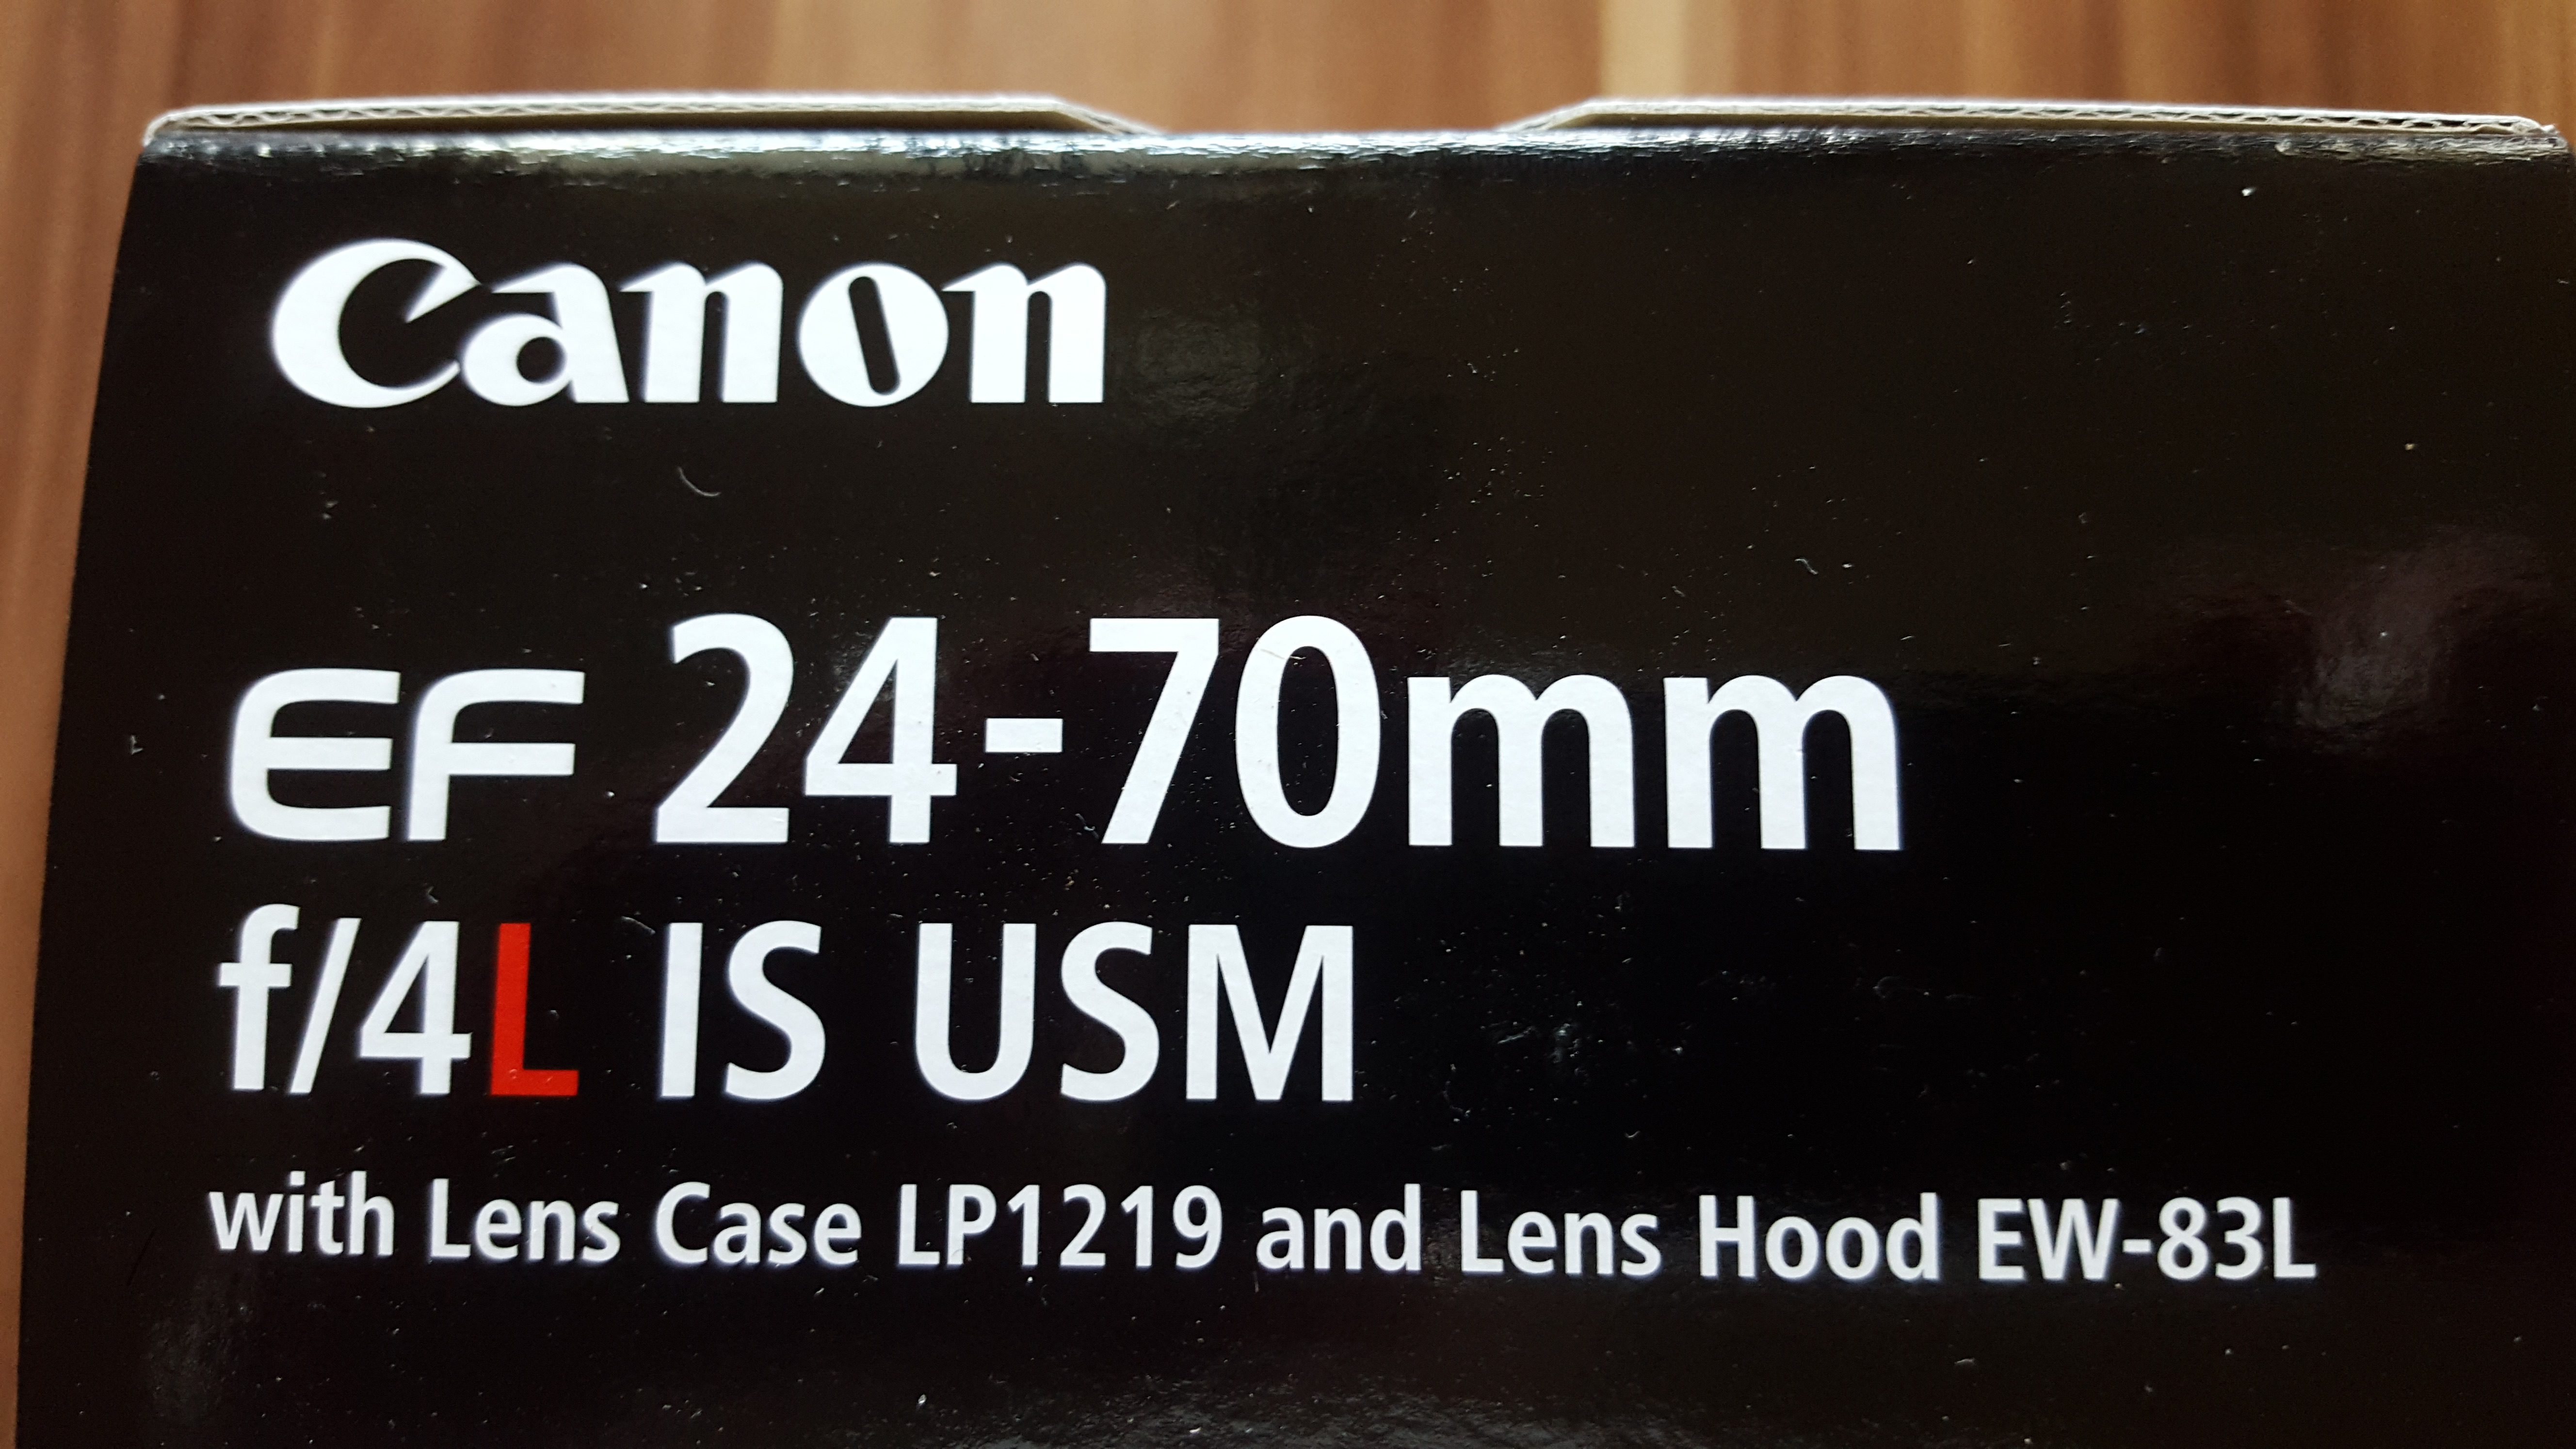 Canon
EF 24-70mm
f/4L IS USM
with Lens Case LP1219 and Lens Hood EW-83L